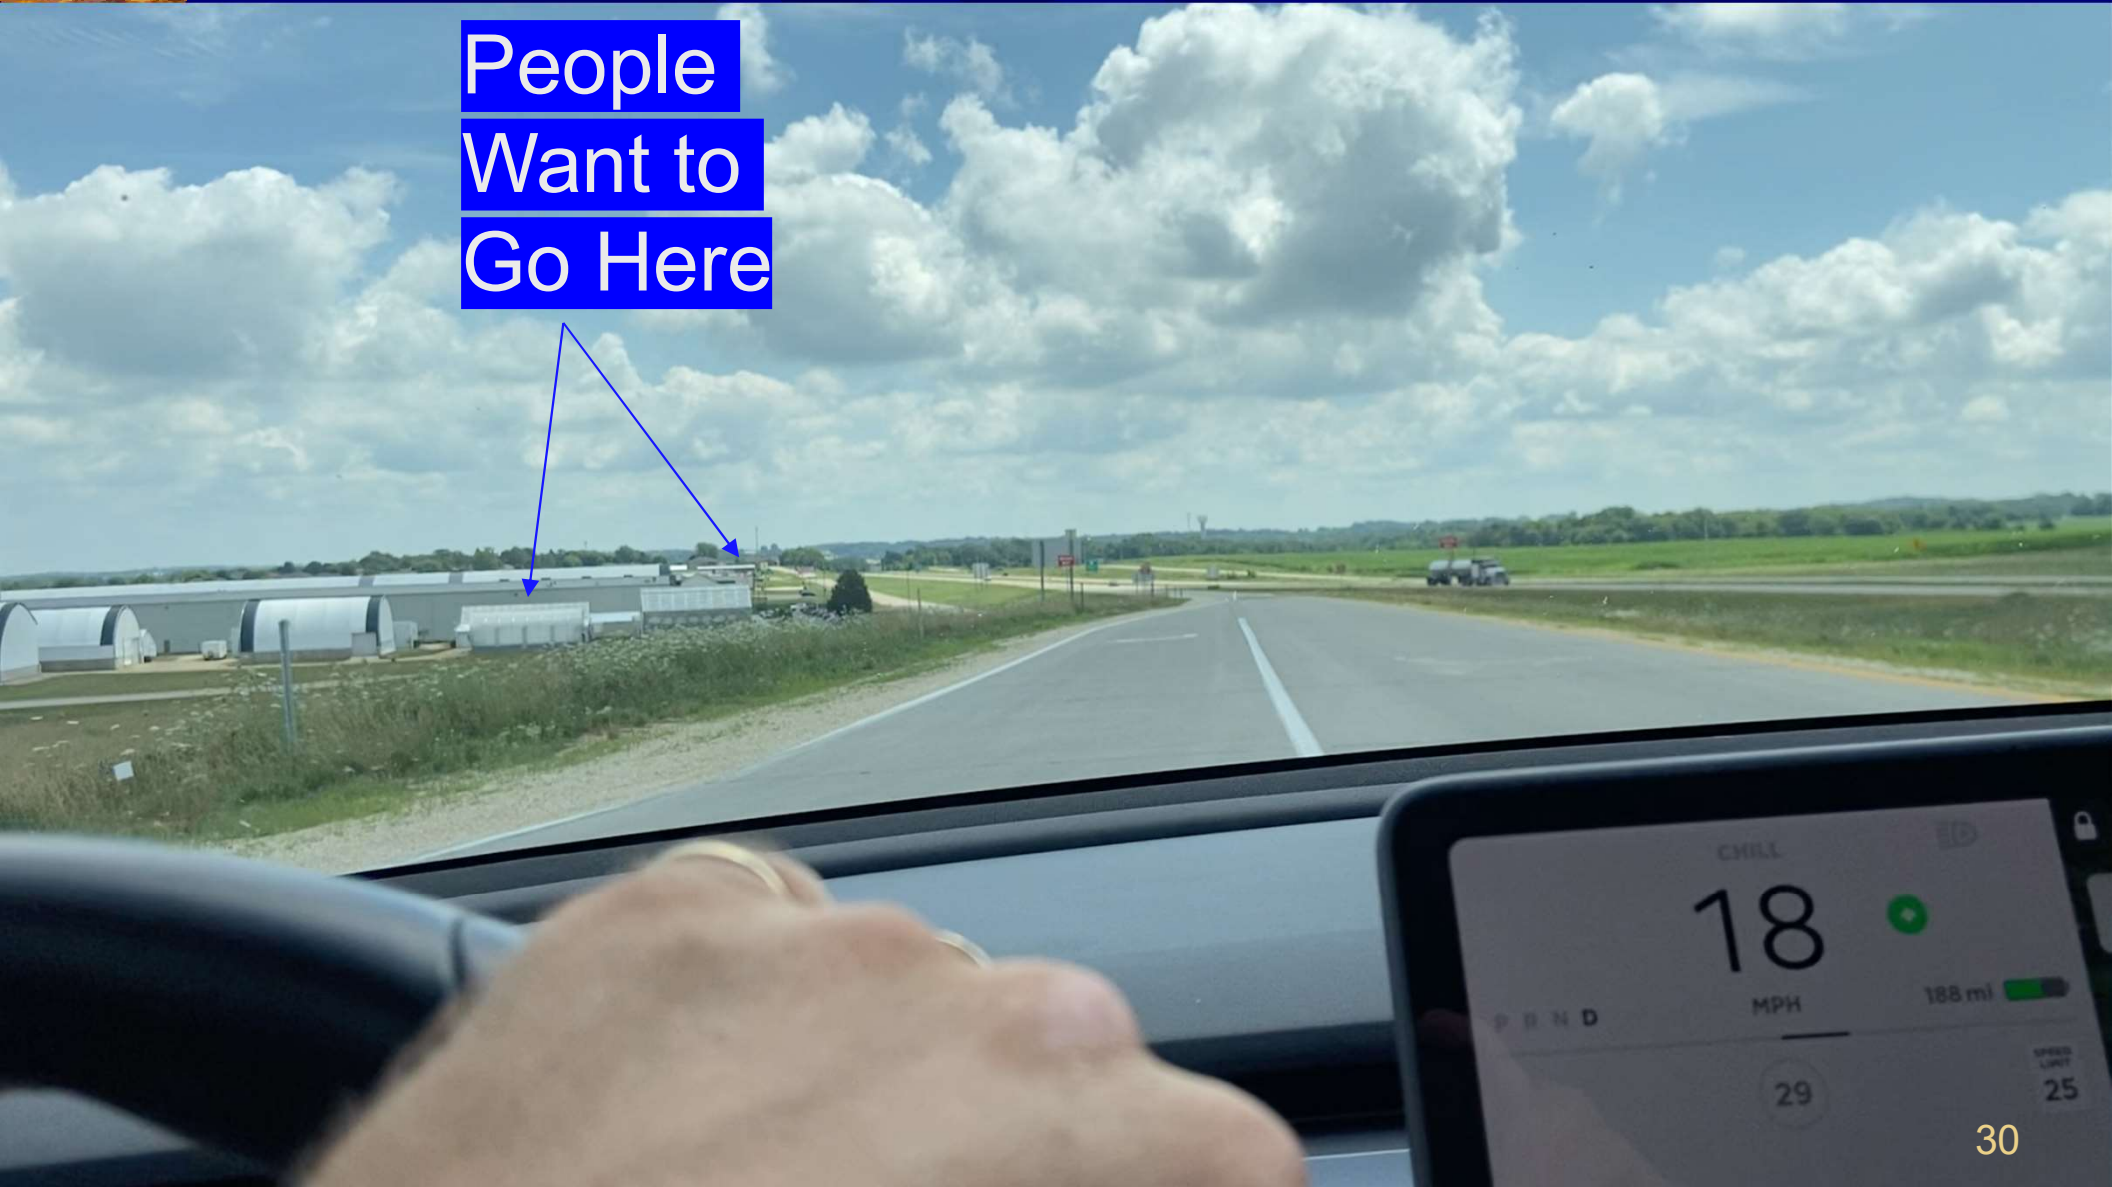 People
Want to
Go Here
CHILL
18
MPH
188 mi
P R N D
29
SPEED
LIMIT
25
30